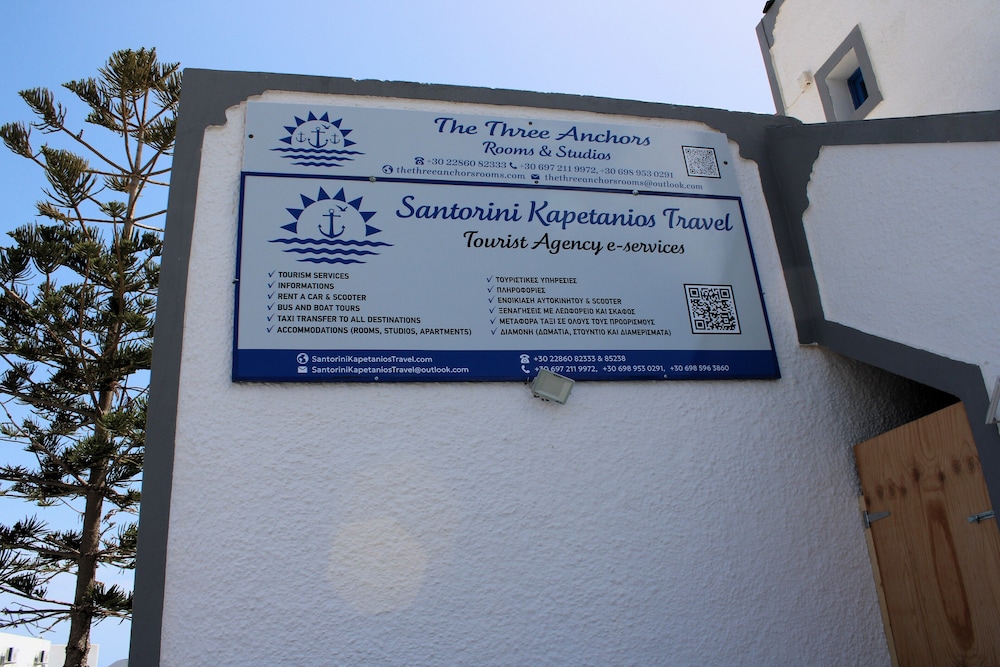 The Three Anchors
Rooms & Studios
+30 22860 82333 +30 697 211 9972, +30 698 953 0291
thethreeanchorsrooms.com thethreeanchorsrooms@outlook.com
Santorini Kapetanios Travel
Tourist Agency e-services
TOURISM SERVICES
INFORMATIONS
RENT A CAR & SCOOTER
BUS AND BOAT TOURS
TAXI TRANSFER TO ALL DESTINATIONS
ACCOMMODATIONS (ROOMS, STUDIOS, APARTMENTS)
ΤΟΥΡΙΣΤΙΚΕΣ ΥΠΗΡΕΣΙΕΣ
ΠΛΗΡΟΦΟΡΙΕΣ
ΕΝΟΙΚΙΑΣΗ ΑΥΤΟΚΙΝΗΤΟΥ & SCOOTER
ΞΕΝΑΓΗΣΕΙΣ ΜΕ ΛΕΩΦΟΡΕΙΟ ΚΑΙ ΣΚΑΦΟΣ
ΜΕΤΑΦΟΡΑ ΤΑΞΙ ΣΕ ΟΛΟΥΣ ΤΟΥΣ ΠΡΟΟΡΙΣΜΟΥΣ
ΔΙΑΜΟΝΗ (ΔΩΜΑΤΙΑ, ΣΤΟΥΝΤΙΟ ΚΑΙ ΔΙΑΜΕΡΙΣΜΑΤΑ)
SantoriniKapetaniosTravel.com
SantoriniKapetaniosTravel@outlook.com
+30 22860 82333 & 85238
+30 697 211 9972, +30 698 953 0291, +30 698 596 3860